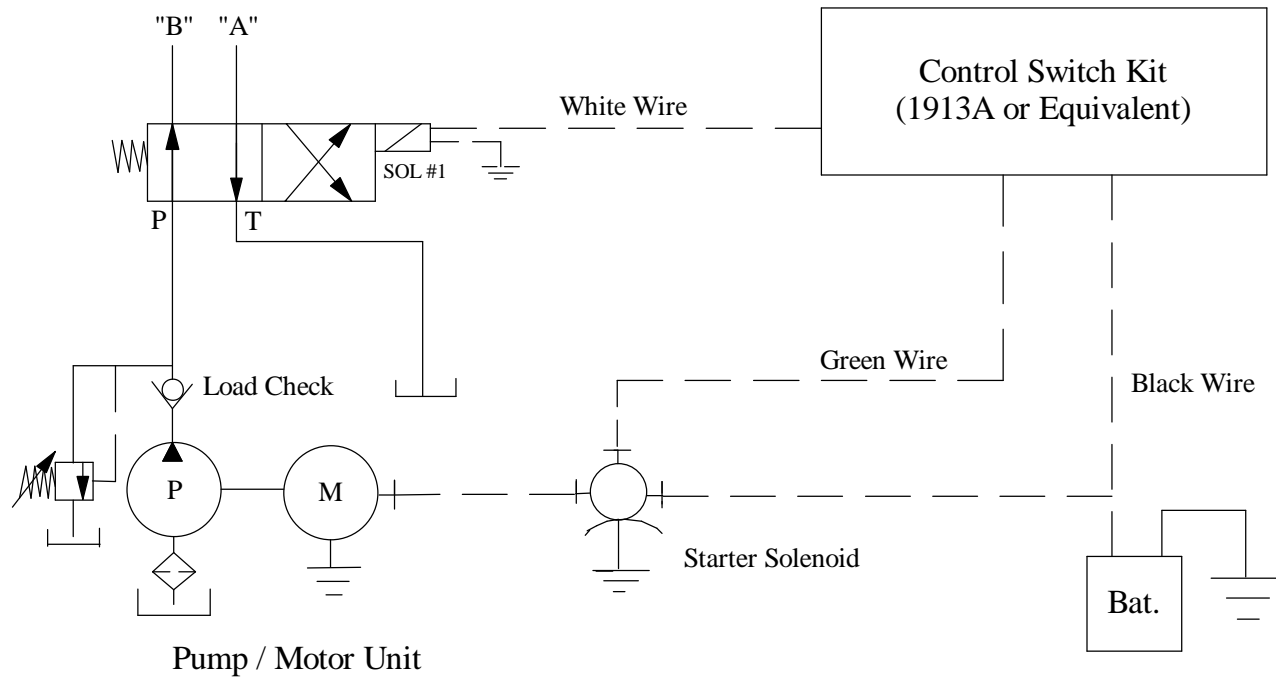 "B" "A"
Control Switch Kit
(1913A or Equivalent)
White Wire
SOL #1
P T
Green Wire
Load Check
Black Wire
P
M
Starter Solenoid
Bat.
Pump / Motor Unit